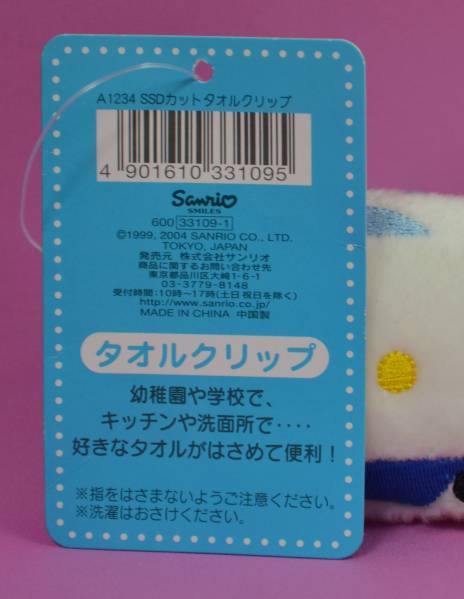 A1234 SSDカットタオルクリップ
4 901610 331095
Sanrio
SMILES
600 33109-1
©1999, 2004 SANRIO CO., LTD.
TOKYO, JAPAN
発売元 株式会社サンリオ
商品に関するお問い合わせ先
東京都品川区大崎1-6-1
03-3779-8148
受付時間:10時〜17時(土日祝日を除く)
http://www.sanrio.co.jp/
MADE IN CHINA 中国製
タオルクリップ
幼稚園や学校で、
キッチンや洗面所で‥‥
好きなタオルがはさめて便利!
※指をはさまないようご注意ください。
※洗濯はおさけください。